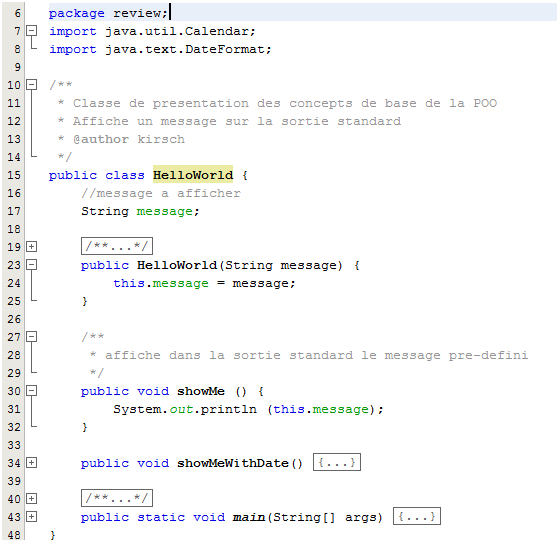 6 package review;
7 import java.util.Calendar;
8 import java.text.DateFormat;
9
10 /**
11 * Classe de presentation des concepts de base de la POO
12 * Affiche un message sur la sortie standard
13 * @author kirsch
14 */
15 public class HelloWorld {
16 //message a afficher
17 String message;
18
19 /**...*/
23 public HelloWorld(String message) {
24 this.message = message;
25 }
26
27 /**
28 * affiche dans la sortie standard le message pre-defini
29 */
30 public void showMe () {
31 System.out.println (this.message);
32 }
33
34 public void showMeWithDate() {...}
39
40 /**...*/
43 public static void main(String[] args) {...}
48 }